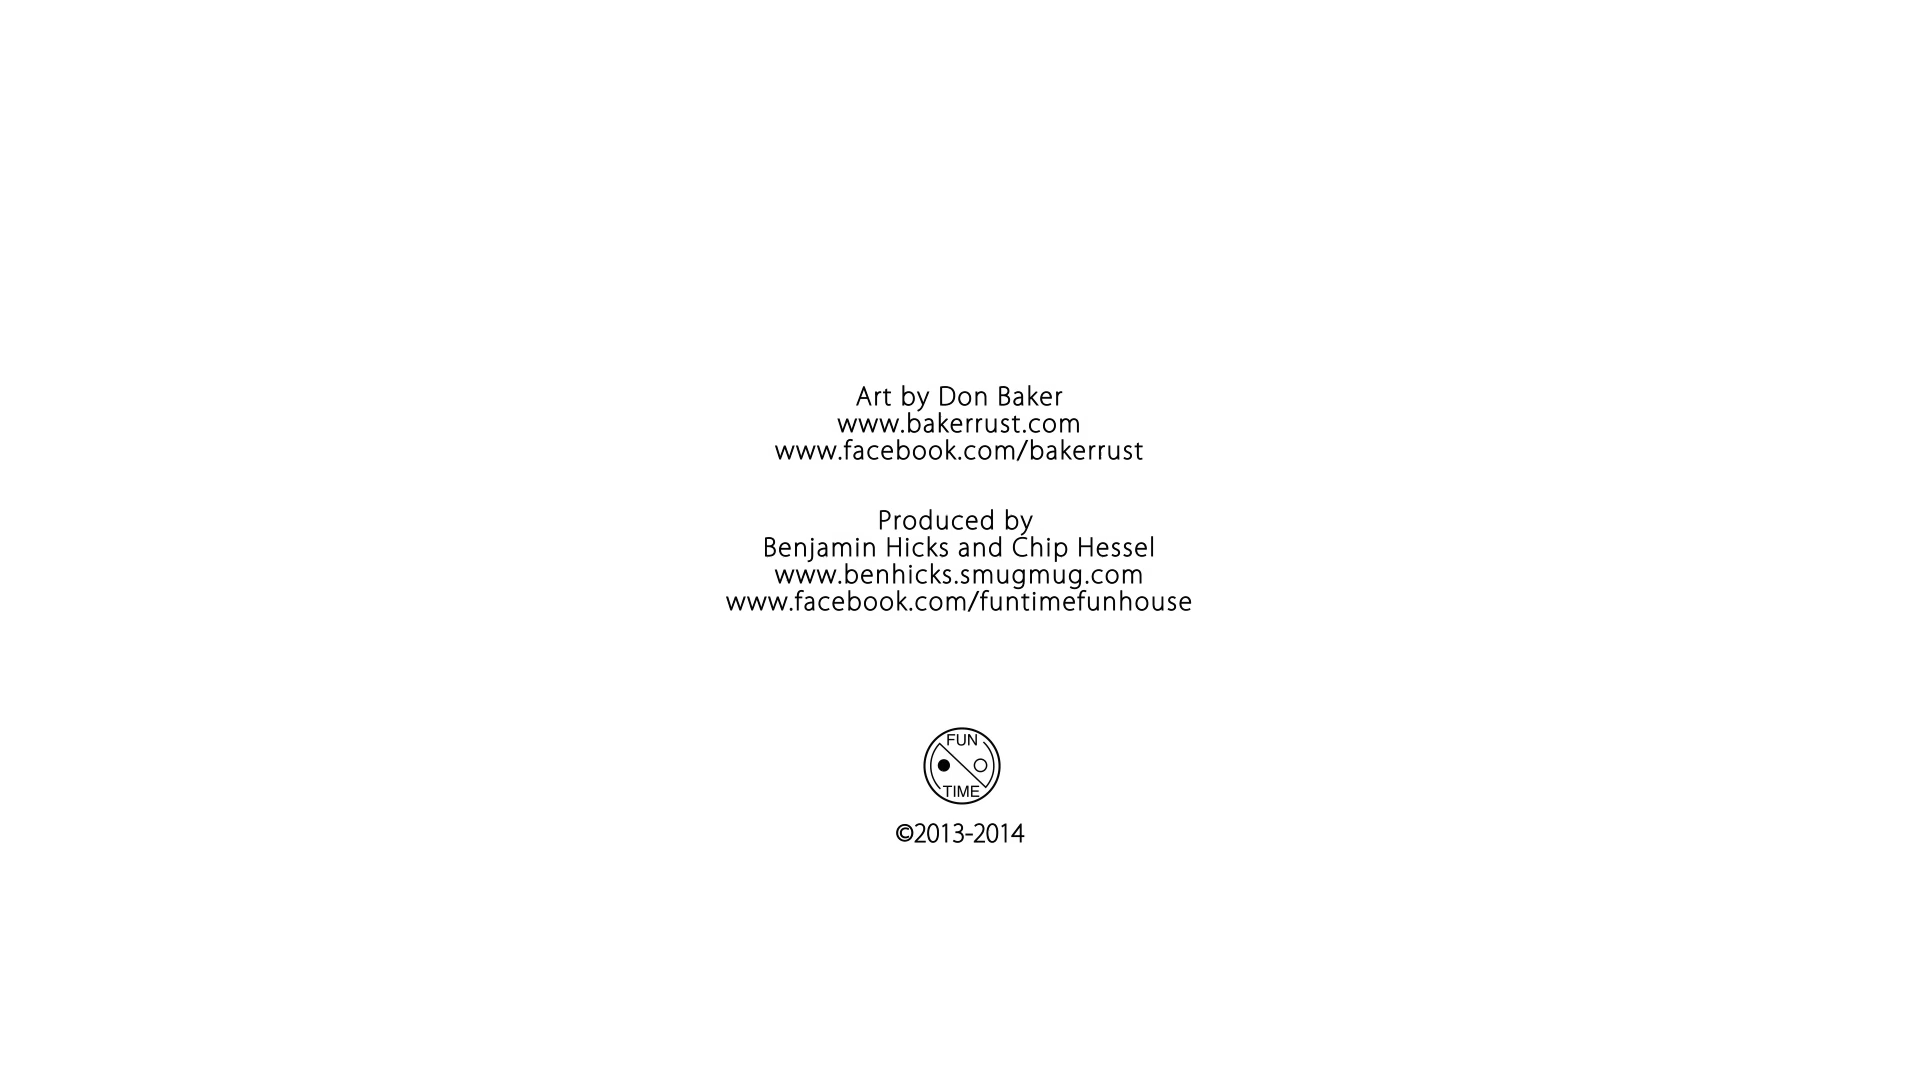 Art by Don Baker
www.bakerrust.com
www.facebook.com/bakerrust
Produced by
Benjamin Hicks and Chip Hessel
www.benhicks.smugmug.com
www.facebook.com/funtimefunhouse
FUN
TIME
©2013-2014